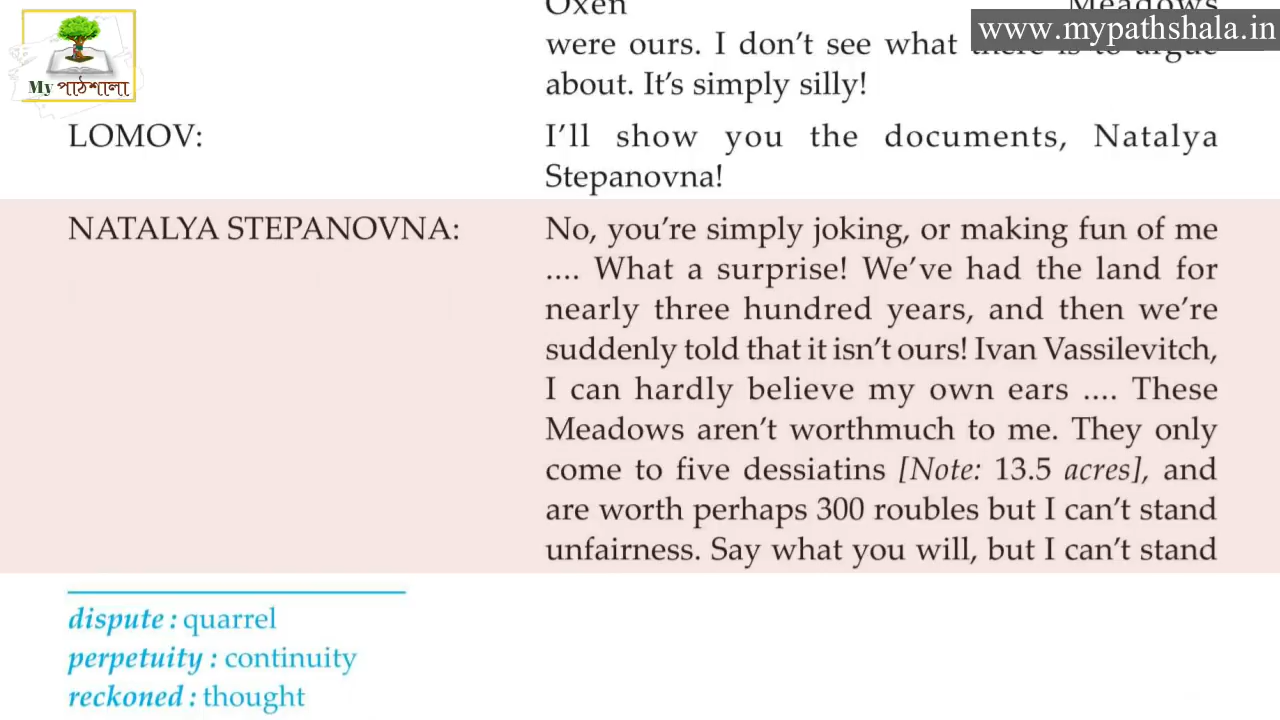 Oxen Meadows
www.mypathshala.in
My পাঠশালা
were ours. I don't see what there is to argue
about. It's simply silly!
LOMOV: I'll show you the documents, Natalya
Stepanovna!
NATALYA STEPANOVNA: No, you're simply joking, or making fun of me
.... What a surprise! We've had the land for
nearly three hundred years, and then we're
suddenly told that it isn't ours! Ivan Vassilevitch,
I can hardly believe my own ears .... These
Meadows aren't worthmuch to me. They only
come to five dessiatins [Note: 13.5 acres], and
are worth perhaps 300 roubles but I can't stand
unfairness. Say what you will, but I can't stand
dispute : quarrel
perpetuity : continuity
reckoned : thought